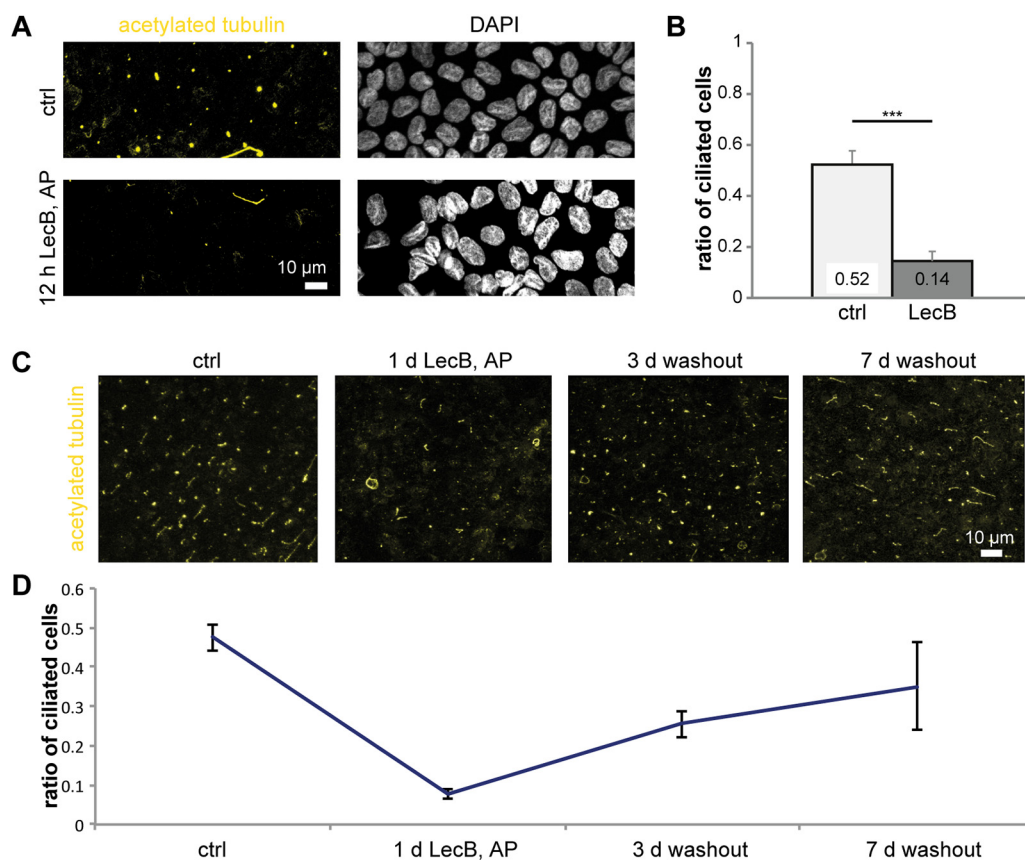 A
acetylated tubulin
DAPI
ctrl
12 h LecB, AP
10 µm
B
ratio of ciliated cells
1
0.8
0.6
0.4
0.2
0
***
0.52
0.14
ctrl
LecB
C
acetylated tubulin
ctrl
1 d LecB, AP
3 d washout
7 d washout
10 µm
D
ratio of ciliated cells
0.6
0.5
0.4
0.3
0.2
0.1
0
ctrl
1 d LecB, AP
3 d washout
7 d washout